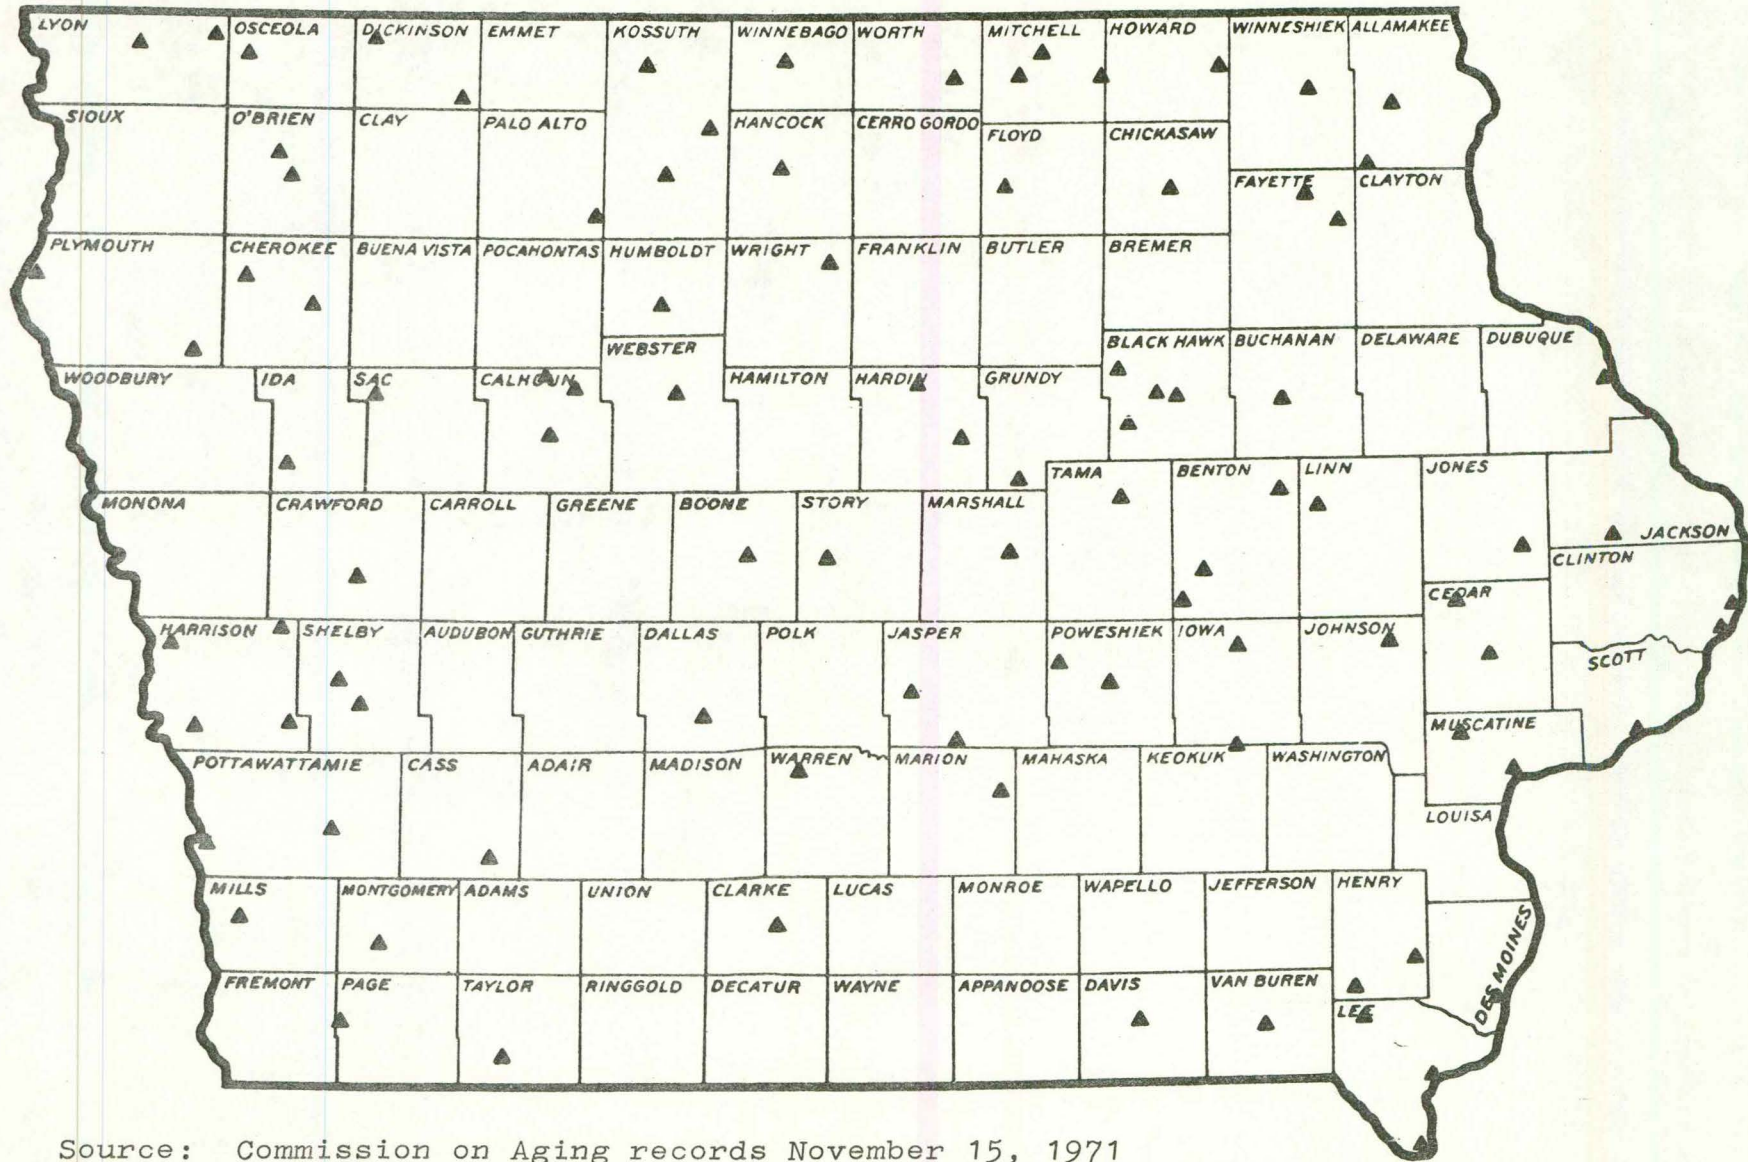 LYON OSCEOLA DICKINSON EMMET KOSSUTH WINNEBAGO WORTH MITCHELL HOWARD WINNESHIEK ALLAMAKEE
SIOUX O'BRIEN CLAY PALO ALTO HANCOCK CERRO GORDO FLOYD CHICKASAW
FAYETTE CLAYTON
PLYMOUTH CHEROKEE BUENA VISTA POCAHONTAS HUMBOLDT WRIGHT FRANKLIN BUTLER BREMER
WEBSTER BLACK HAWK BUCHANAN DELAWARE DUBUQUE
WOODBURY IDA SAC CALHOUN HAMILTON HARDIN GRUNDY
TAMA BENTON LINN JONES
MONONA CRAWFORD CARROLL GREENE BOONE STORY MARSHALL JACKSON
CLINTON
CEDAR
HARRISON SHELBY AUDUBON GUTHRIE DALLAS POLK JASPER POWESHIEK IOWA JOHNSON
SCOTT
MUSCATINE
POTTAWATTAMIE CASS ADAIR MADISON WARREN MARION MAHASKA KEOKUK WASHINGTON
LOUISA
MILLS MONTGOMERY ADAMS UNION CLARKE LUCAS MONROE WAPELLO JEFFERSON HENRY
DES MOINES
FREMONT PAGE TAYLOR RINGGOLD DECATUR WAYNE APPANOOSE DAVIS VAN BUREN
LEE
Source: Commission on Aging records November 15, 1971